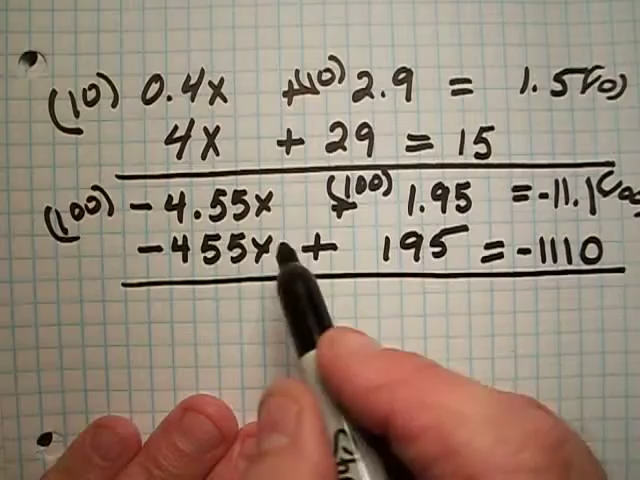 (10) 0.4x +(10) 2.9 = 1.5(10)
4x + 29 = 15
(100) -4.55x +(100) 1.95 = -11.1(100
-455x + 195 = -1110